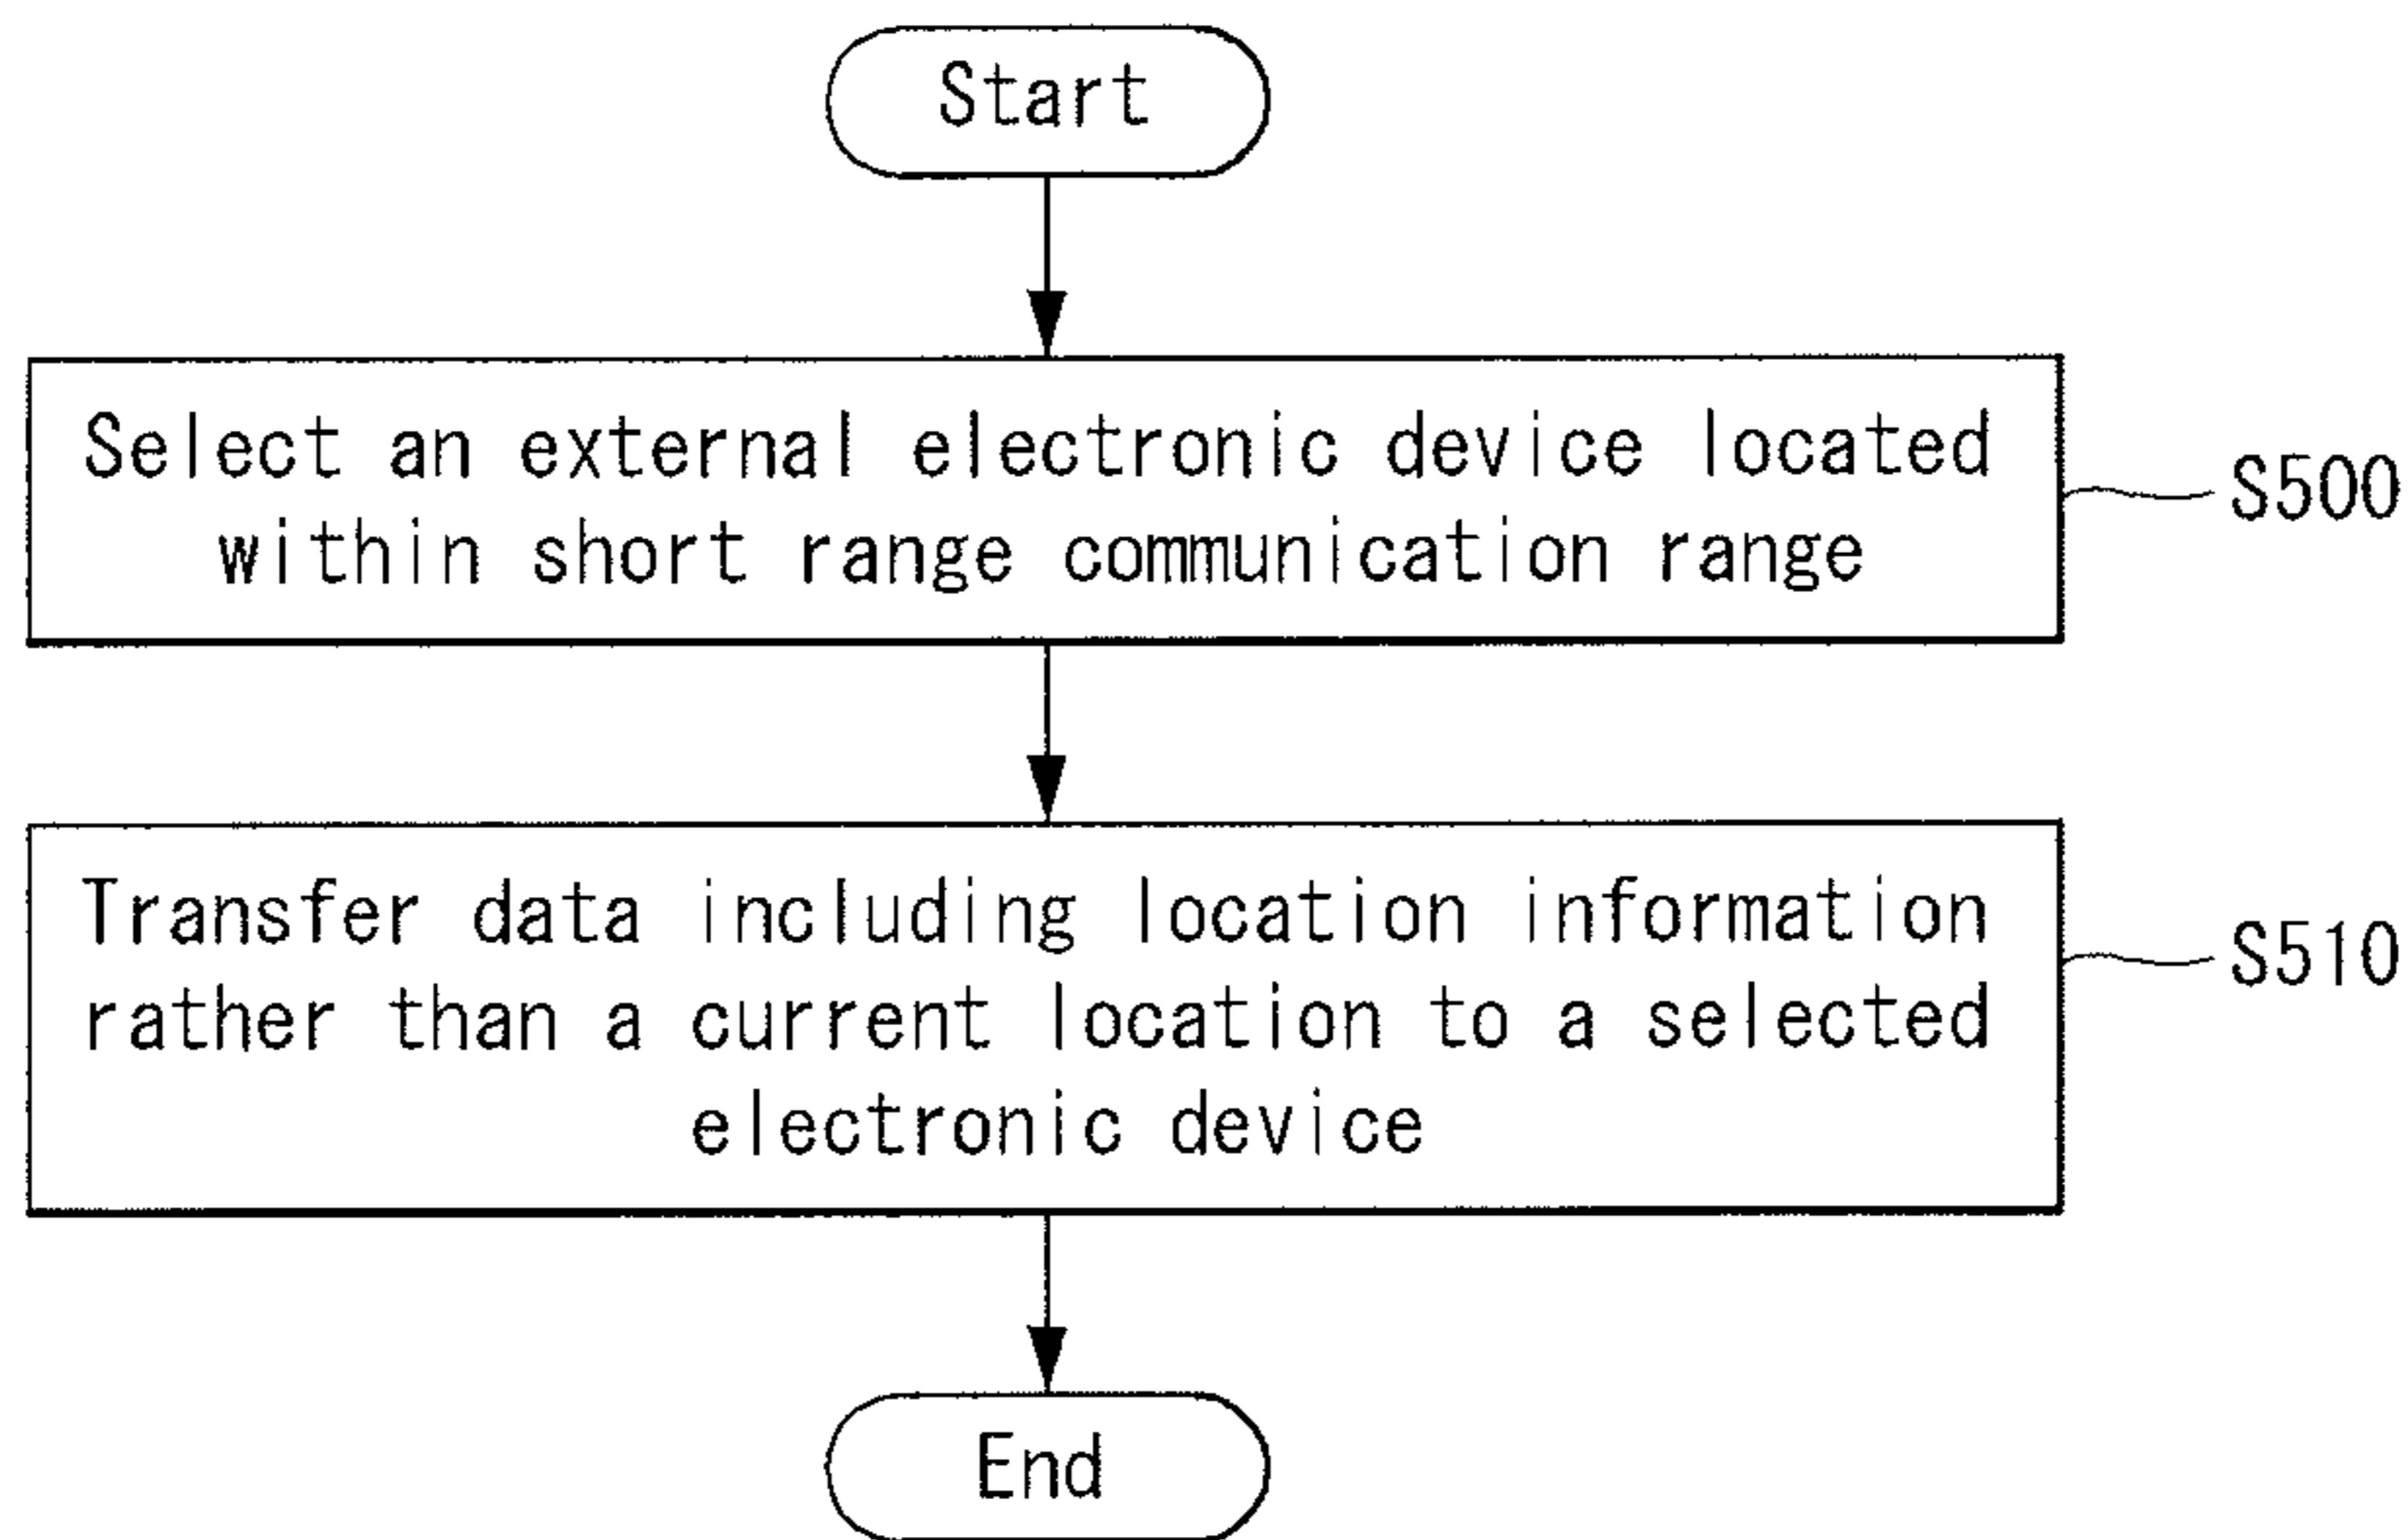 Start
Select an external electronic device located
within short range communication range
S500
Transfer data including location information
rather than a current location to a selected
electronic device
S510
End